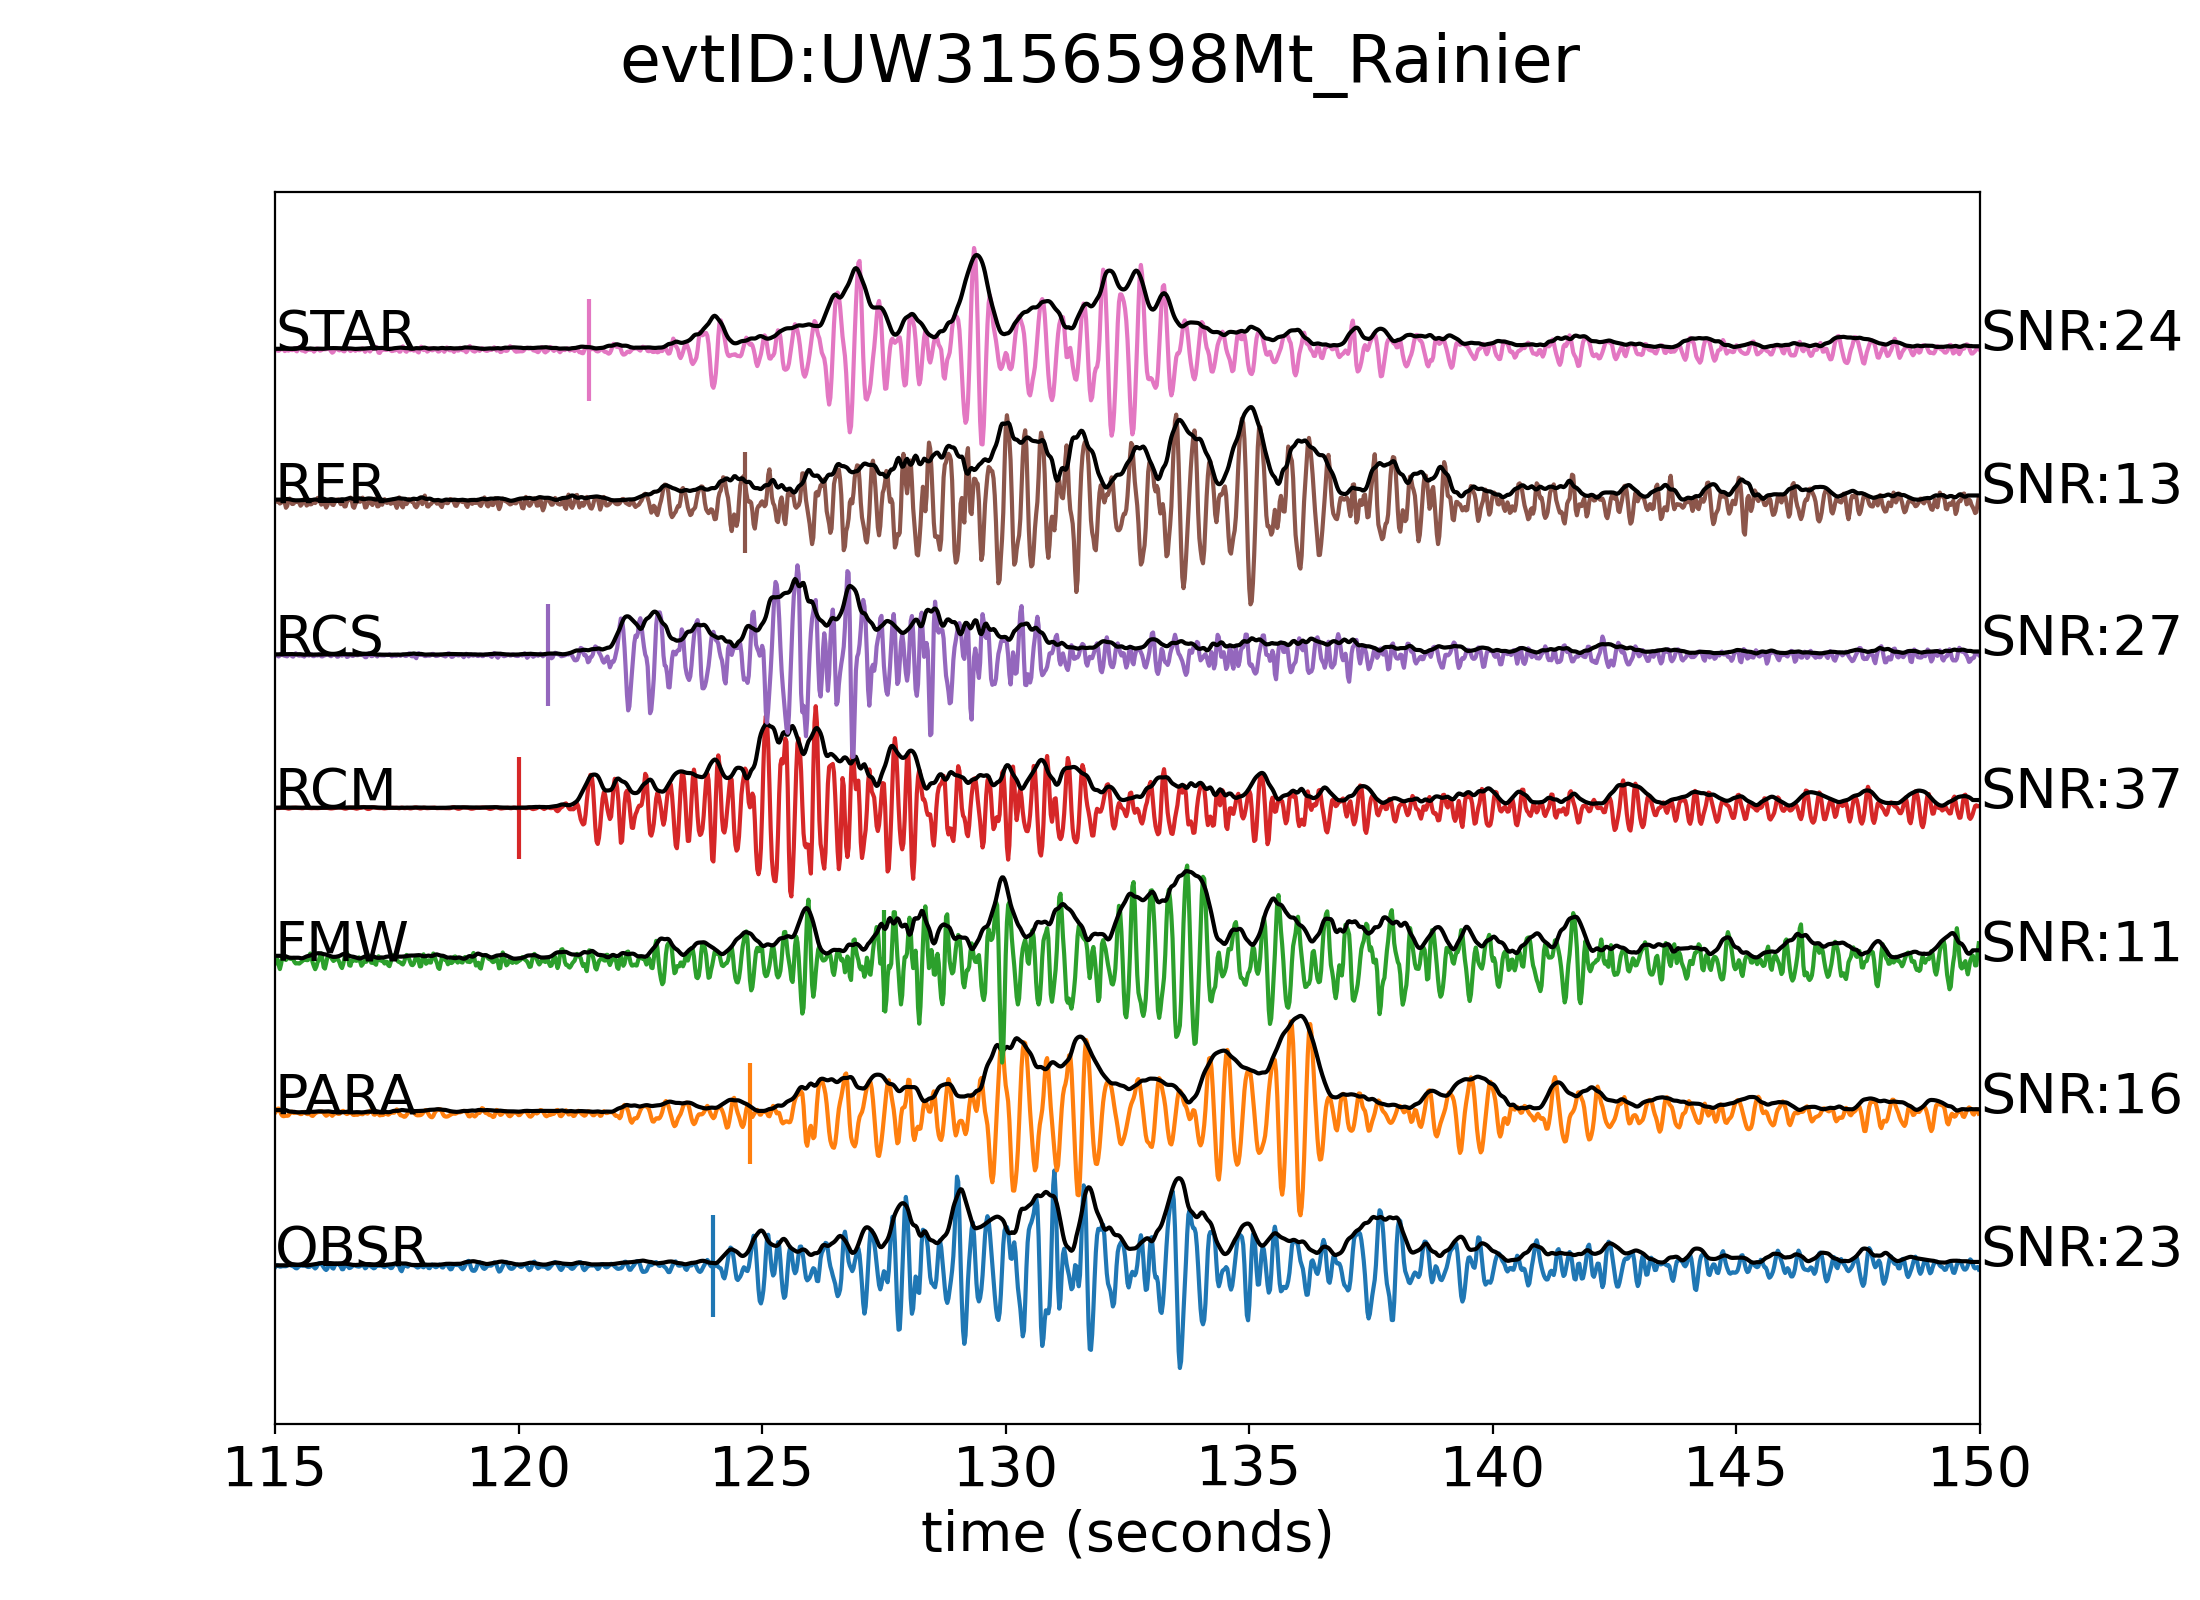 evtID:UW3156598Mt_Rainier
STAR SNR:24
RER SNR:13
RCS SNR:27
RCM SNR:37
FMW SNR:11
PARA SNR:16
OBSR SNR:23
115 120 125 130 135 140 145 150
time (seconds)